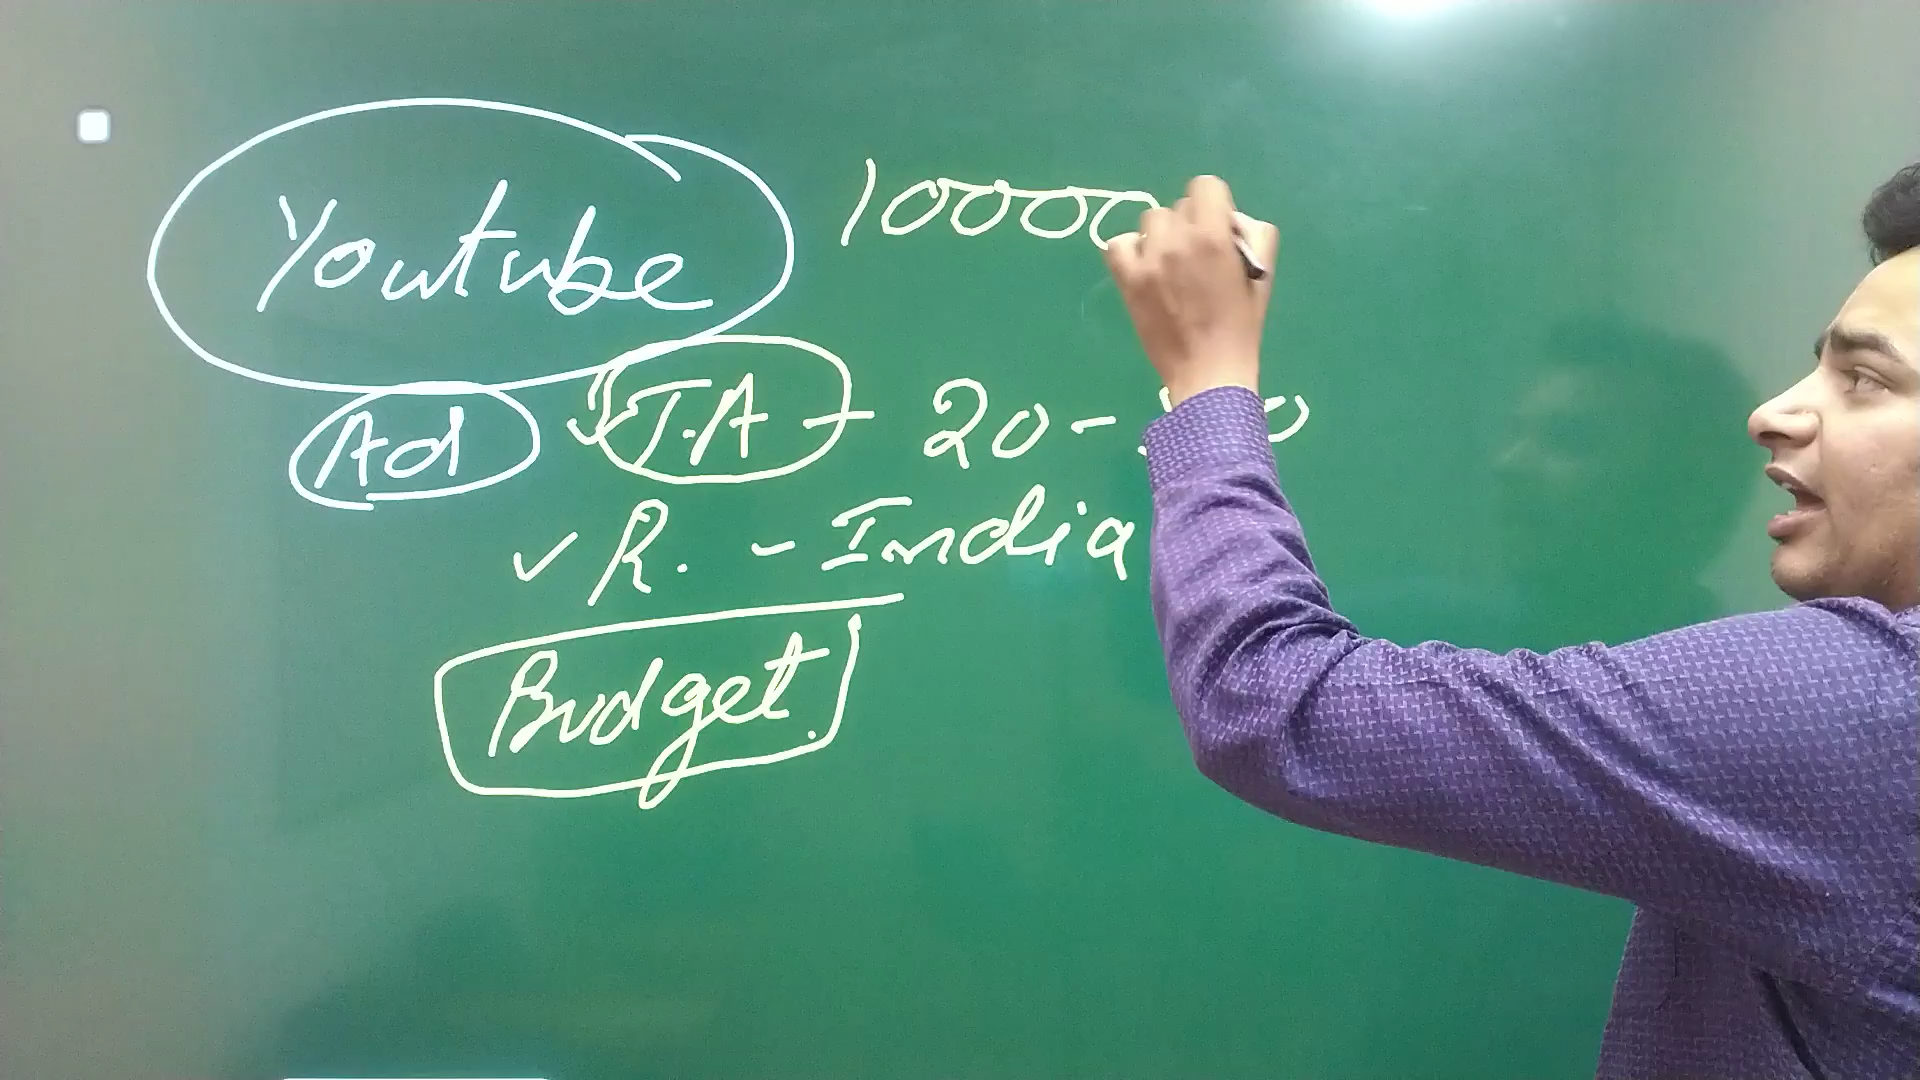 Youtube 10000
Ad T.A - 20-
R. - India
Budget.